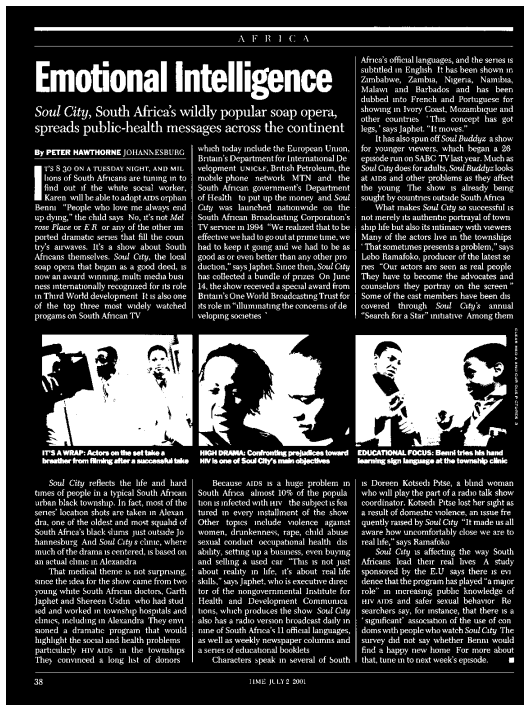 AFRICA
Emotional Intelligence
Soul City, South Africa's wildly popular soap opera,
spreads public-health messages across the continent
By PETER HAWTHORNE JOHANNESBURG
IT'S 8 30 ON A TUESDAY NIGHT, AND MIL
lions of South Africans are tuning in to
find out if the white social worker,
Karen will be able to adopt AIDS orphan
Benni "People who love me always end
up dying," the child says No, it's not Mel
rose Place or E R or any of the other im
ported dramatic series that fill the coun
try's airwaves. It's a show about South
Africans themselves. Soul City, the local
soap opera that began as a good deed, is
now an award winning, multi media busi
ness internationally recognized for its role
in Third World development It is also one
of the top three most widely watched
progams on South African TV
which today include the European Union.
Britain's Department for International De
velopment UNICEF, British Petroleum, the
mobile phone network MTN and the
South African government's Department
of Health to put up the money and Soul
City was launched nationwide on the
South African Broadcasting Corporation's
TV service in 1994 "We realized that to be
effective we had to go out at prime time, we
had to keep it going and we had to be as
good as or even better than any other pro
duction," says Japhet. Since then, Soul City
has collected a bundle of prizes On June
14, the show received a special award from
Britain's One World Broadcasting Trust for
its role in "illuminating the concerns of de
veloping societies '
Africa's official languages, and the series is
subtitled in English It has been shown in
Zimbabwe, Zambia, Nigeria, Namibia,
Malawi and Barbados and has been
dubbed into French and Portuguese for
showing in Ivory Coast, Mozambique and
other countries 'This concept has got
legs,' says Japhet. "It moves."
It has also spun off Soul Buddyz a show
for younger viewers, which began a 26
episode run on SABC TV last year. Much as
Soul City does for adults, Soul Buddyz looks
at AIDS and other problems as they affect
the young The show is already being
sought by countries outside South Africa
What makes Soul City so successful is
not merely its authentic portrayal of town
ship life but also its intimacy with viewers
Many of the actors live in the townships
'That sometimes presents a problem," says
Lebo Ramafoko, producer of the latest se
ries "Our actors are seen as real people
They have to become the advocates and
counselors they portray on the screen "
Some of the cast members have been dis
covered through Soul City's annual
"Search for a Star" initiative Among them
IT'S A WRAP: Actors on the set take a
breather from filming after a successful take
HIGH DRAMA: Confronting prejudices toward
HIV is one of Soul City's main objectives
EDUCATIONAL FOCUS: Benni tries his hand
learning sign language at the township clinic
Soul City reflects the life and hard
times of people in a typical South African
urban black township. In fact, most of the
series' location shots are taken in Alexan
dra, one of the oldest and most squalid of
South Africa's black slums just outside Jo
hannesburg And Soul City s clinic, where
much of the drama is centered, is based on
an actual clinic in Alexandra
That medical theme is not surprising,
since the idea for the show came from two
young white South African doctors, Garth
Japhet and Shereen Usdin who had stud
ied and worked in township hospitals and
clinics, including in Alexandra They envi
sioned a dramatic program that would
highlight the social and health problems
particularly HIV AIDS in the townships
They convinced a long list of donors
Because AIDS is a huge problem in
South Africa almost 10% of the popula
tion is infected with HIV the subject is fea
tured in every installment of the show
Other topics include violence against
women, drunkenness, rape, child abuse
sexual conduct occupational health dis
ability, setting up a business, even buying
and selling a used car "This is not just
about reality in life, it's about real life
skills," says Japhet, who is executive direc
tor of the nongovernmental Institute for
Health and Development Communica
tions, which produces the show Soul City
also has a radio version broadcast daily in
nine of South Africa's 11 official languages,
as well as weekly newspaper columns and
a series of educational booklets
Characters speak in several of South
is Doreen Kotsedi Pitse, a blind woman
who will play the part of a radio talk show
coordinator. Kotsedi Pitse lost her sight as
a result of domestic violence, an issue fre
quently raised by Soul City "It made us all
aware how uncomfortably close we are to
real life," says Ramafoko
Soul City is affecting the way South
Africans lead their real lives A study
sponsored by the E.U says there is evi
dence that the program has played "a major
role" in increasing public knowledge of
HIV AIDS and safer sexual behavior Re
searchers say, for instance, that there is a
'significant' association of the use of con
doms with people who watch Soul City The
survey did not say whether Benni would
find a happy new home For more about
that, tune in to next week's episode.
38
TIME JULY 2 2001